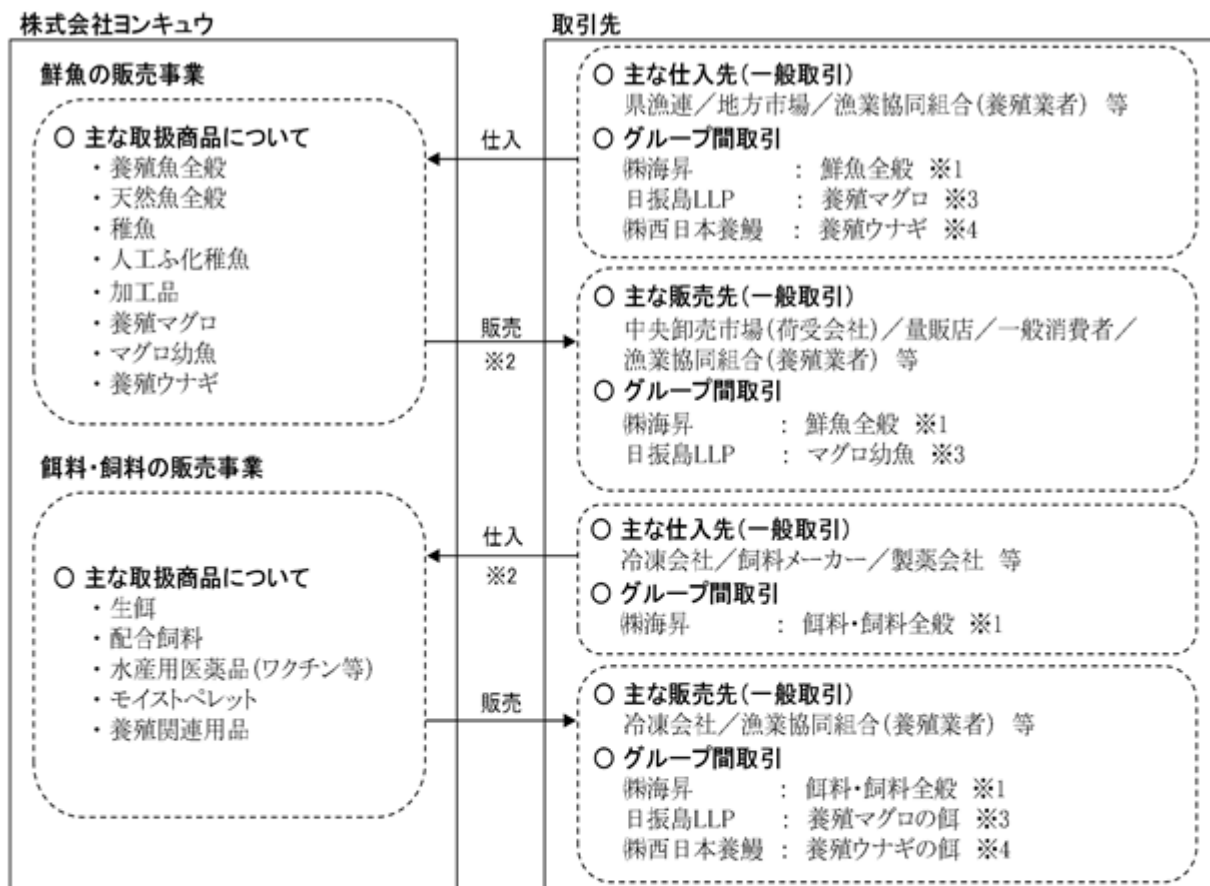 株式会社ヨンキュウ
鮮魚の販売事業
○ 主な取扱商品について
・養殖魚全般
・天然魚全般
・稚魚
・人工ふ化稚魚
・加工品
・養殖マグロ
・マグロ幼魚
・養殖ウナギ
餌料・飼料の販売事業
○ 主な取扱商品について
・生餌
・配合飼料
・水産用医薬品(ワクチン等)
・モイストペレット
・養殖関連用品
仕入
販売
※2
仕入
※2
販売
取引先
○ 主な仕入先(一般取引)
県漁連／地方市場／漁業協同組合(養殖業者) 等
○ グループ間取引
㈱海昇 : 鮮魚全般 ※1
日振島LLP : 養殖マグロ ※3
㈱西日本養鰻 : 養殖ウナギ ※4
○ 主な販売先(一般取引)
中央卸売市場(荷受会社)／量販店／一般消費者／
漁業協同組合(養殖業者) 等
○ グループ間取引
㈱海昇 : 鮮魚全般 ※1
日振島LLP : マグロ幼魚 ※3
○ 主な仕入先(一般取引)
冷凍会社／飼料メーカー／製薬会社 等
○ グループ間取引
㈱海昇 : 餌料・飼料全般 ※1
○ 主な販売先(一般取引)
冷凍会社／漁業協同組合(養殖業者) 等
○ グループ間取引
㈱海昇 : 餌料・飼料全般 ※1
日振島LLP : 養殖マグロの餌 ※3
㈱西日本養鰻 : 養殖ウナギの餌 ※4